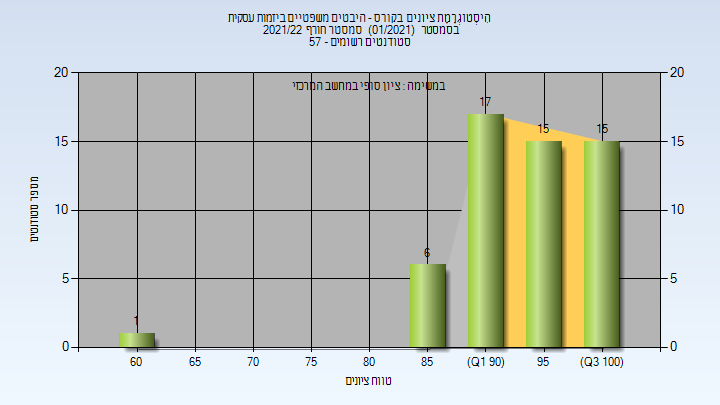 היסטוגרמת ציונים בקורס - היבטים משפטיים ביזמות עסקית
בסמסטר (01/2021) סמסטר חורף 2021/22
סטודנטים רשומים - 57
במשימה : ציון סופי במחשב המרכזי
20 20
15 15
10 10
5 5
0 0
מספר סטודנטים
1 6 17 15 15
60 65 70 75 80 85 (Q1 90) 95 (Q3 100)
טווח ציונים